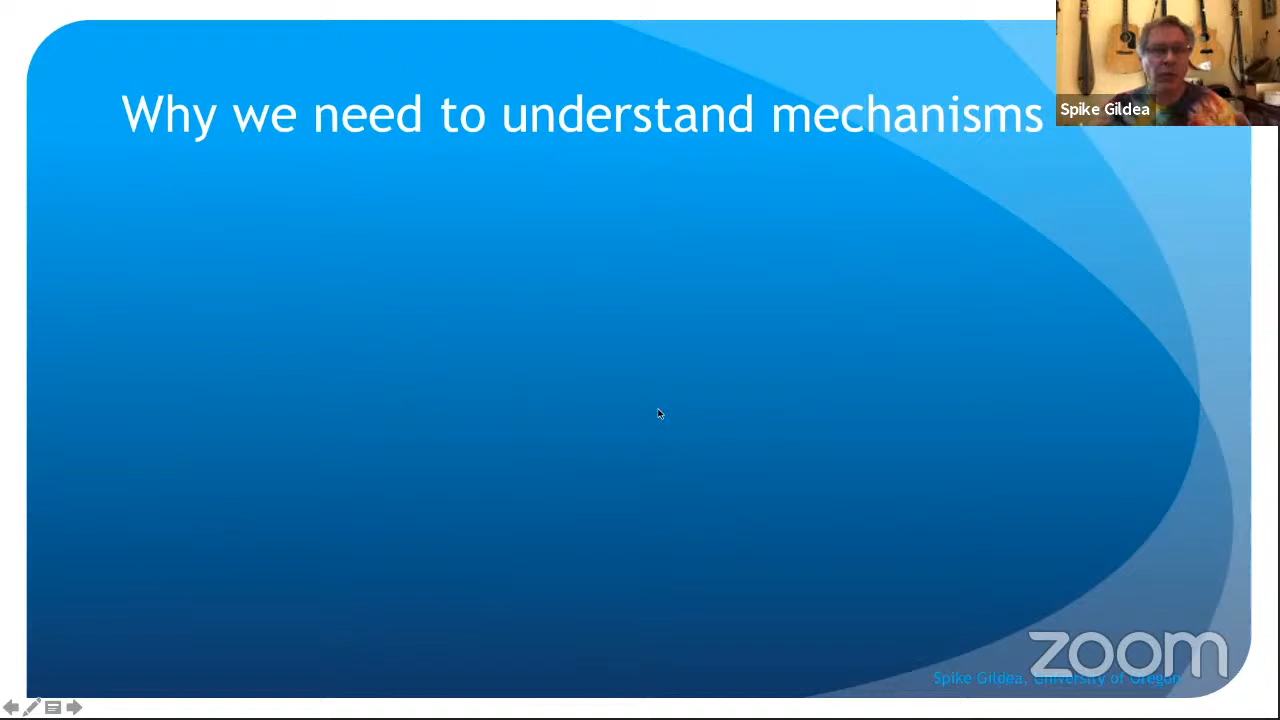 Why we need to understand mechanisms
Spike Gildea
zoom
Spike Gildea, University of Oregon